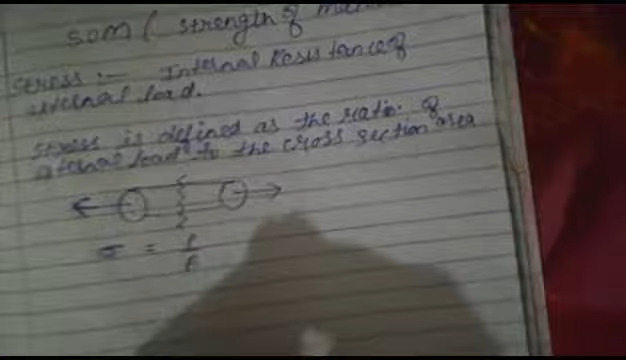 SOM ( Strength of
Stress :- Internal Resistance of
external load.
Stress is defined as the ratio of
external load to the cross section area
σ = P